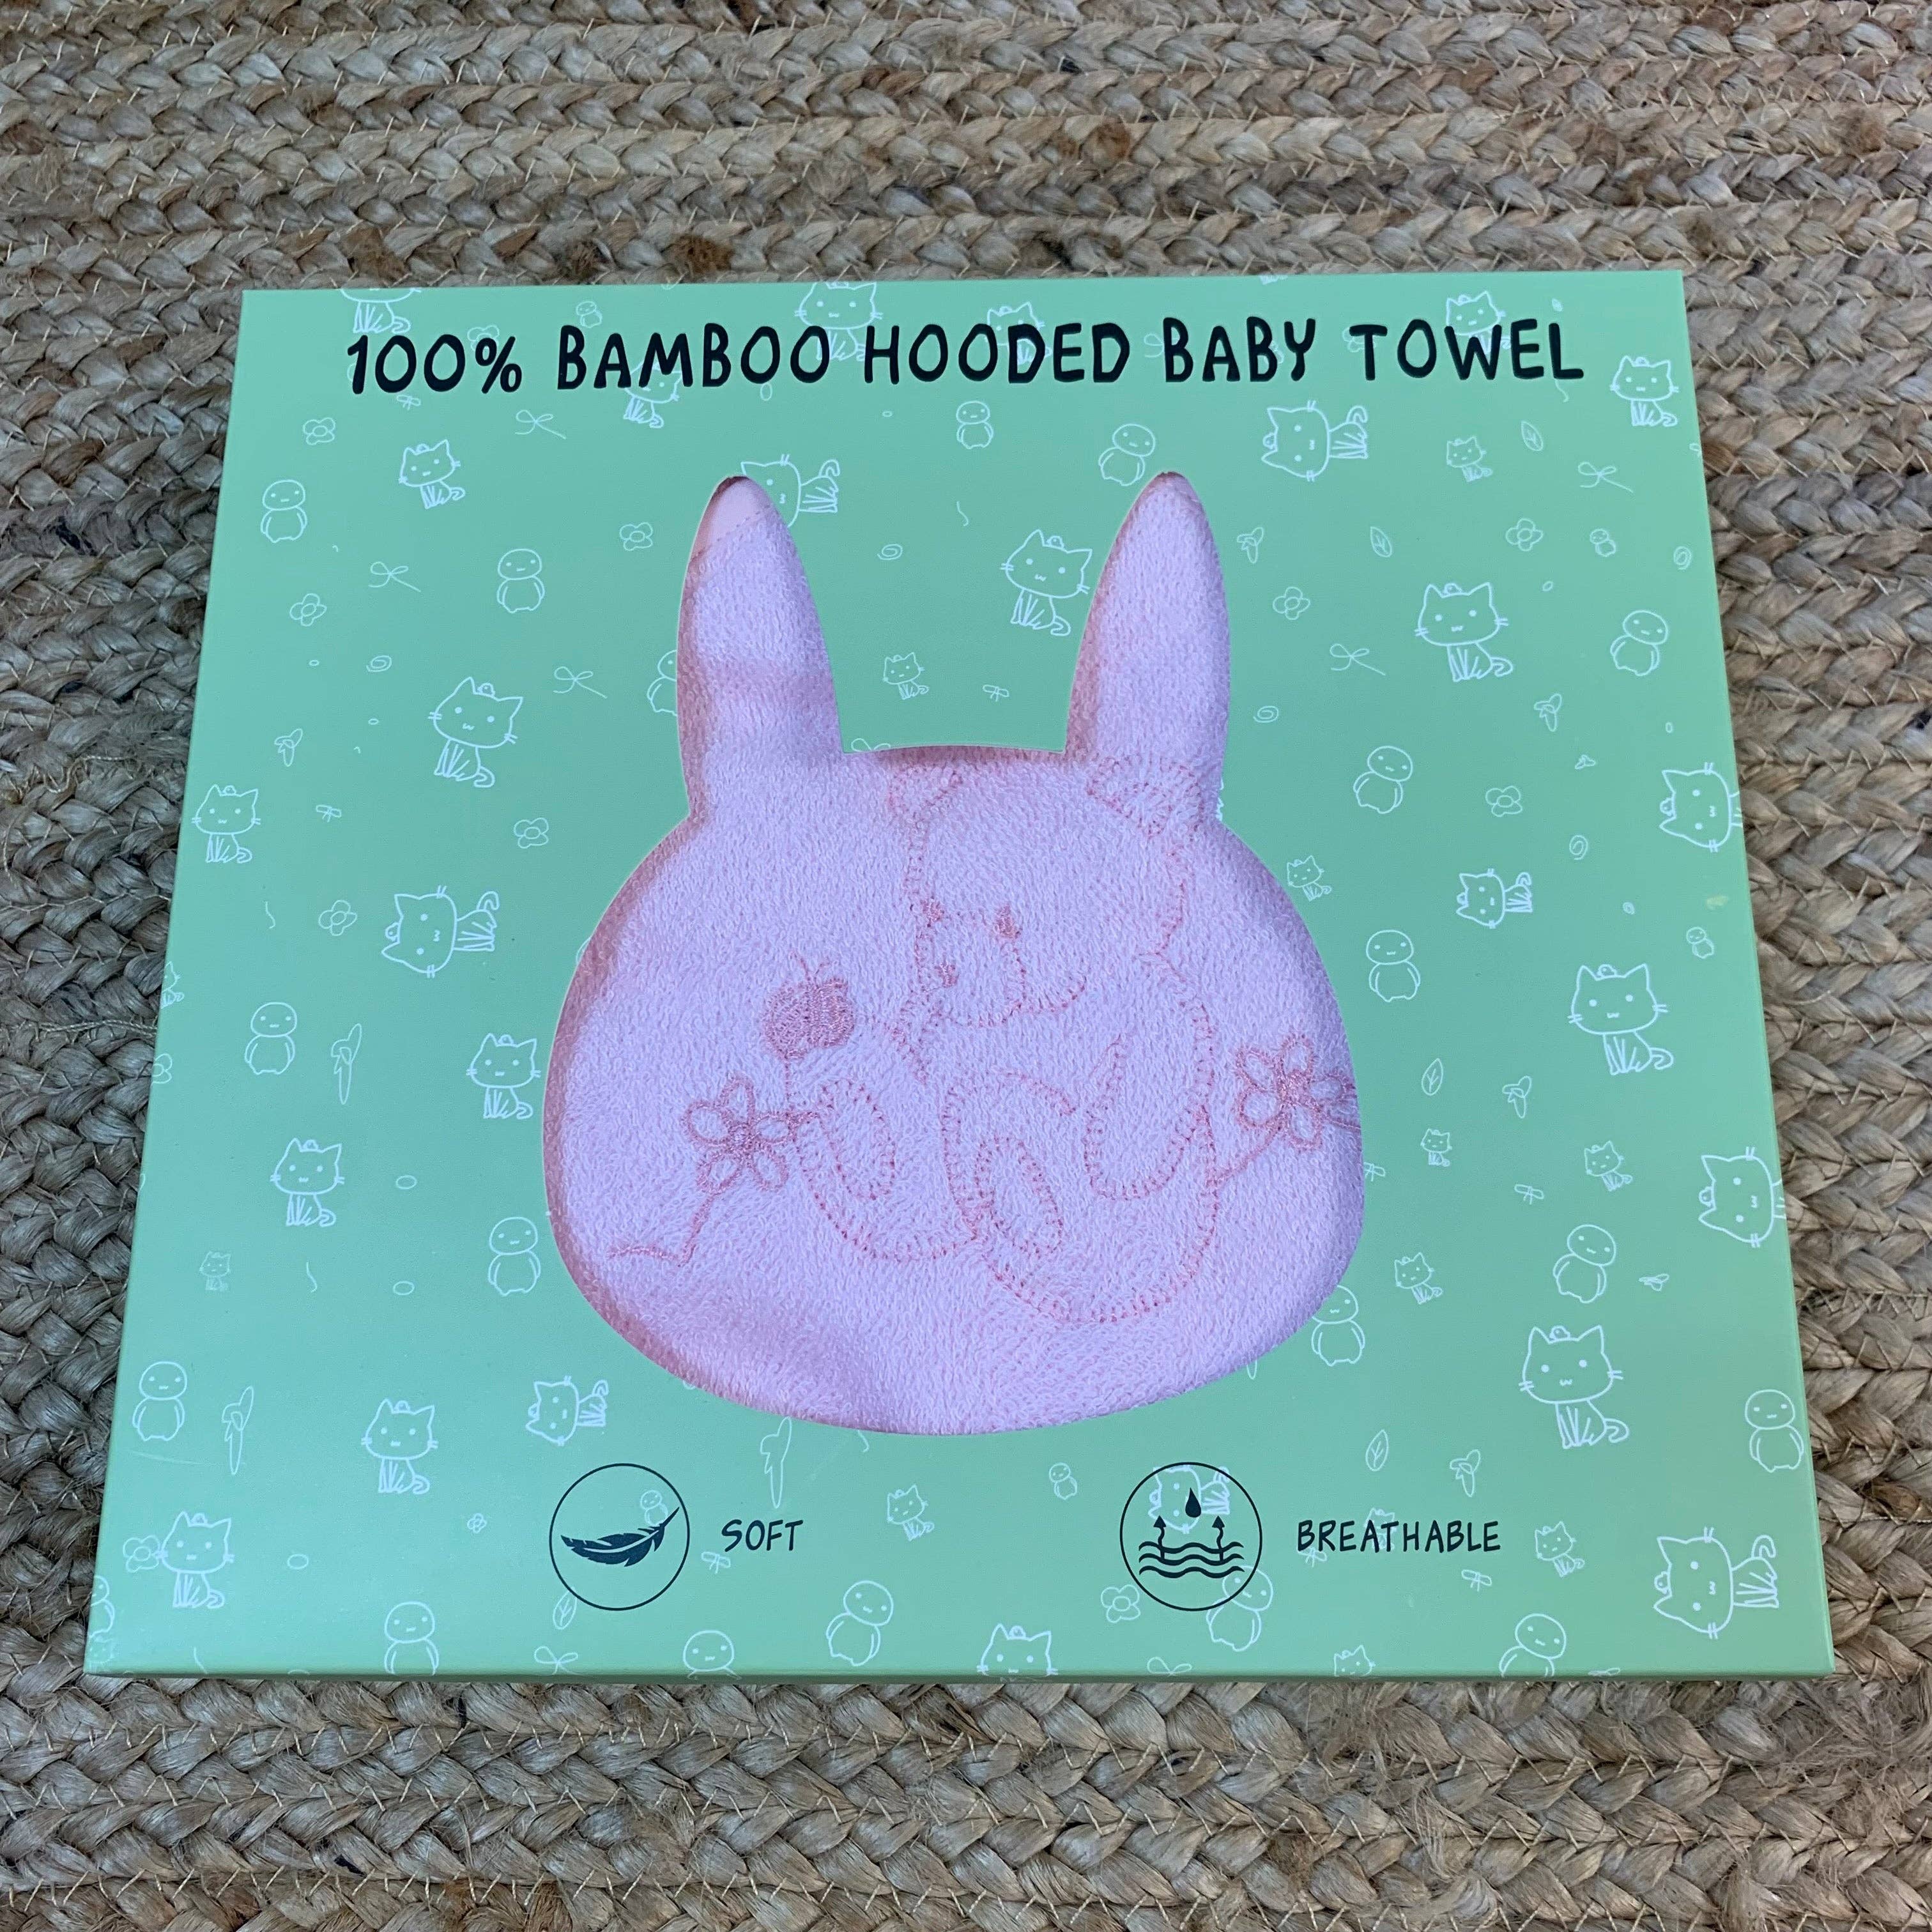 100% BAMBOO HOODED BABY TOWEL
SOFT
BREATHABLE